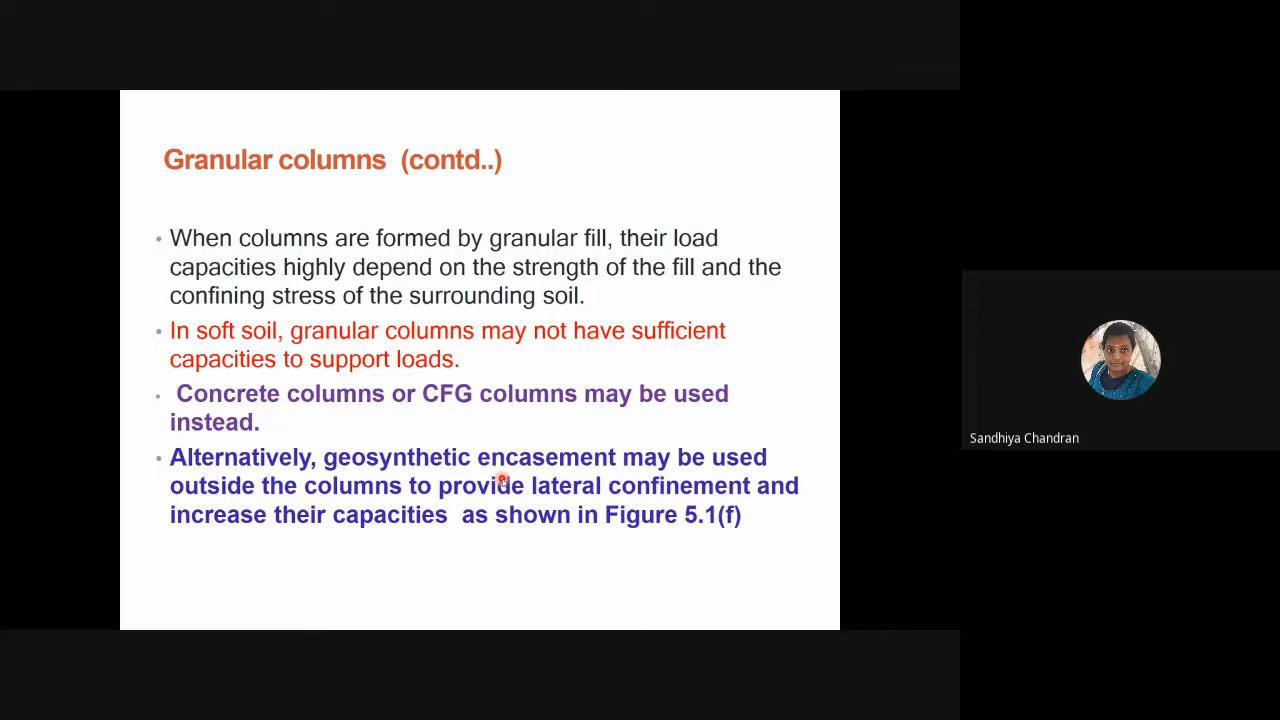 Granular columns (contd..)
• When columns are formed by granular fill, their load
capacities highly depend on the strength of the fill and the
confining stress of the surrounding soil.
• In soft soil, granular columns may not have sufficient
capacities to support loads.
• Concrete columns or CFG columns may be used
instead.
• Alternatively, geosynthetic encasement may be used
outside the columns to provide lateral confinement and
increase their capacities as shown in Figure 5.1(f)
Sandhiya Chandran